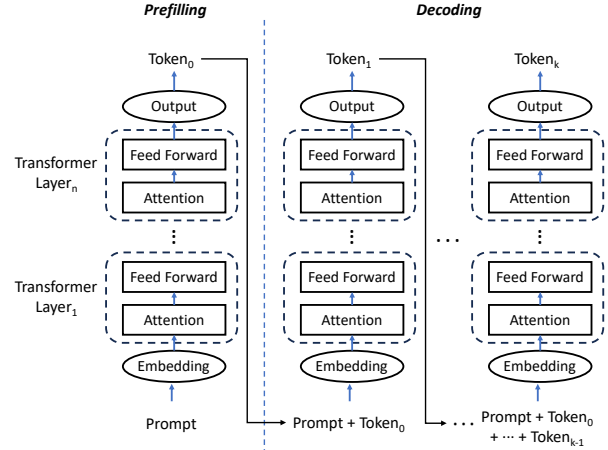 Prefilling
Decoding
Token₀
Token₁
Tokenₖ
Output
Output
Output
Transformer
Layerₙ
Feed Forward
Feed Forward
Feed Forward
Attention
Attention
Attention
...
...
...
...
Transformer
Layer₁
Feed Forward
Feed Forward
Feed Forward
Attention
Attention
Attention
Embedding
Embedding
Embedding
Prompt
Prompt + Token₀
...
Prompt + Token₀
+ ··· + Tokenₖ₋₁